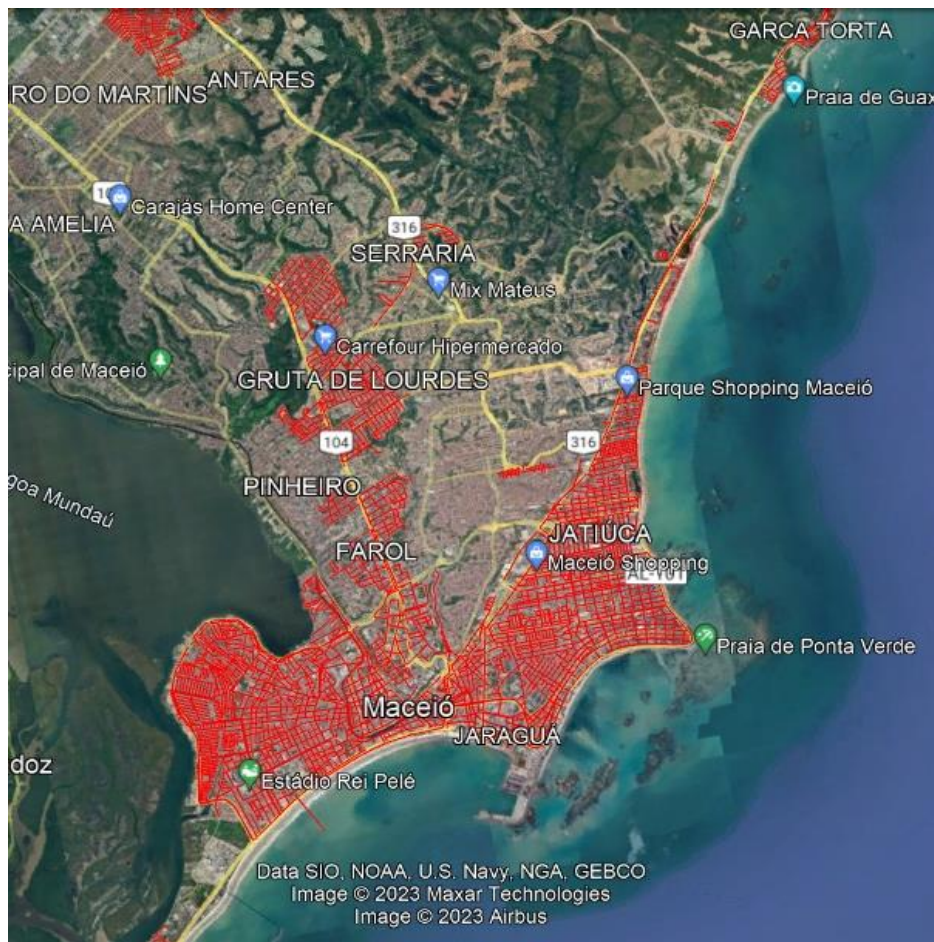 GARCA TORTA
ANTARES
RO DO MARTINS
Praia de Guax
Carajás Home Center
A AMELIA
316
SERRARIA
Mix Mateus
Carrefour Hipermercado
cipal de Maceió
GRUTA DE LOURDES
Parque Shopping Maceió
104
316
PINHEIRO
goa Mundaú
FAROL
JATIÚCA
Maceió Shopping
Praia de Ponta Verde
Maceió
JARAGUÁ
doz
Estádio Rei Pelé
Data SIO, NOAA, U.S. Navy, NGA, GEBCO
Image © 2023 Maxar Technologies
Image © 2023 Airbus